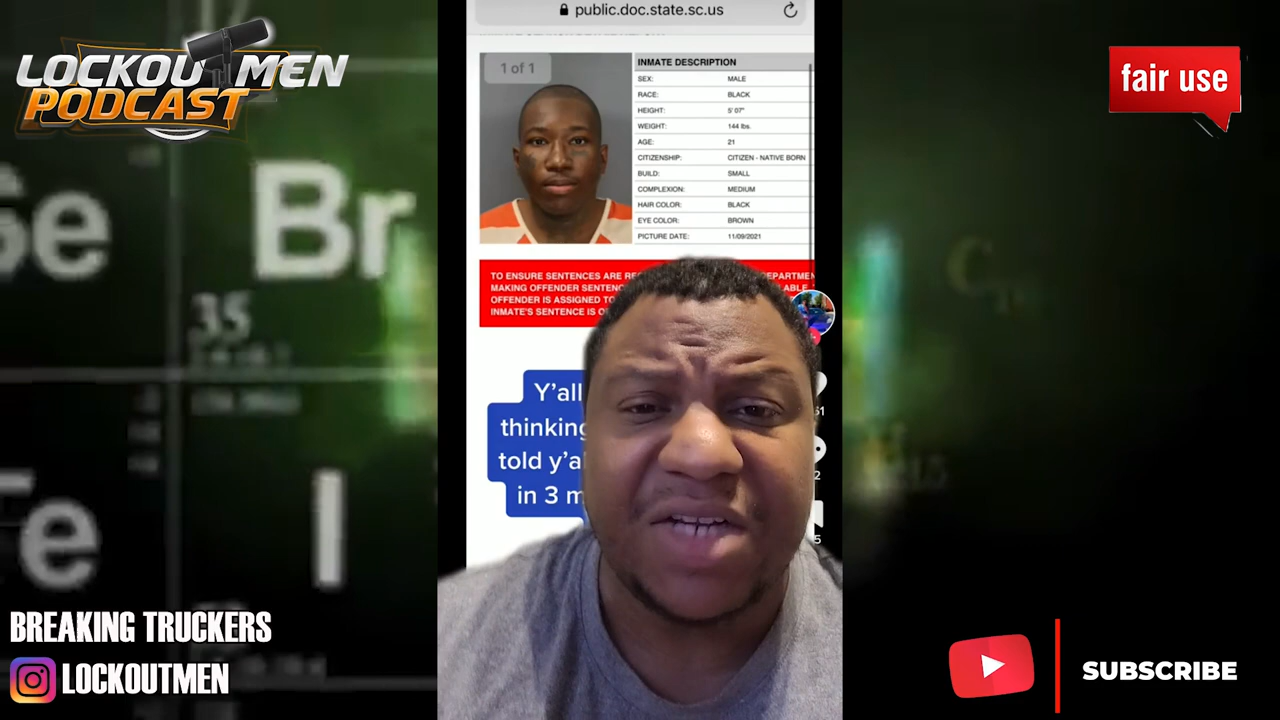 LOCKOU MEN
PODCAST
fair use
public.doc.state.sc.us
1 of 1
INMATE DESCRIPTION
SEX: MALE
RACE: BLACK
HEIGHT: 5' 07"
WEIGHT: 144 lbs.
AGE: 21
CITIZENSHIP: CITIZEN - NATIVE BORN
BUILD: SMALL
COMPLEXION: MEDIUM
HAIR COLOR: BLACK
EYE COLOR: BROWN
PICTURE DATE: 11/09/2021
TO ENSURE SENTENCES ARE
MAKING OFFENDER
OFFENDER IS ASSIGNED TO
INMATE'S SENTENCE IS
Y'all
thinking
told y'a
in 3 m
Br
35
I
BREAKING TRUCKERS
LOCKOUTMEN
SUBSCRIBE